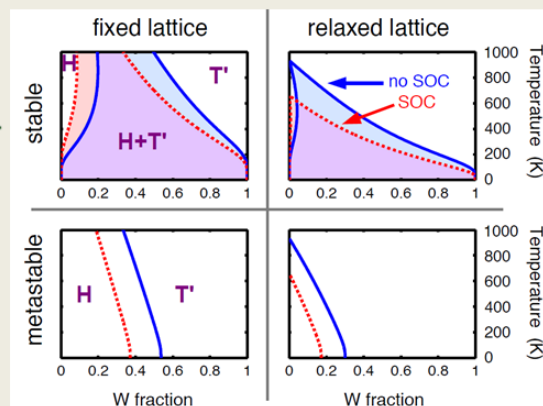 fixed lattice
relaxed lattice
stable
H
T'
H+T'
no SOC
SOC
1000
800
600
400
200
0
Temperature (K)
0 0.2 0.4 0.6 0.8 1
0 0.2 0.4 0.6 0.8 1
metastable
H
T'
1000
800
600
400
200
0
Temperature (K)
0 0.2 0.4 0.6 0.8 1
0 0.2 0.4 0.6 0.8 1
W fraction
W fraction